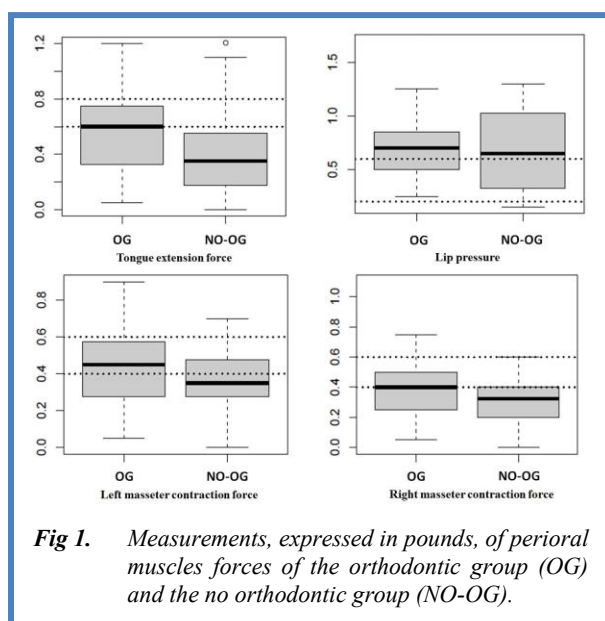 1.2
0.8
0.4
0.0
OG NO-OG
Tongue extension force
1.5
1.0
0.5
OG NO-OG
Lip pressure
0.8
0.6
0.4
0.2
0.0
OG NO-OG
Left masseter contraction force
1.0
0.8
0.6
0.4
0.2
0.0
OG NO-OG
Right masseter contraction force
Fig 1. Measurements, expressed in pounds, of perioral
muscles forces of the orthodontic group (OG)
and the no orthodontic group (NO-OG).